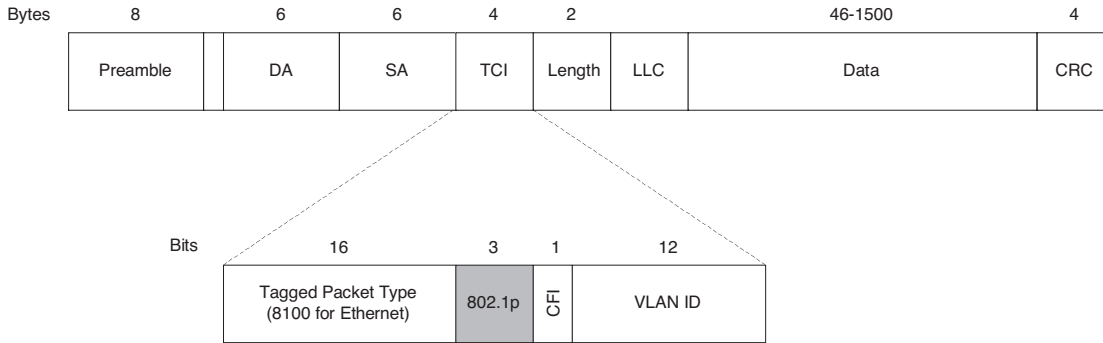 Bytes 8 6 6 4 2 46-1500 4
Preamble DA SA TCI Length LLC Data CRC
Bits 16 3 1 12
Tagged Packet Type
(8100 for Ethernet)
802.1p CFI VLAN ID